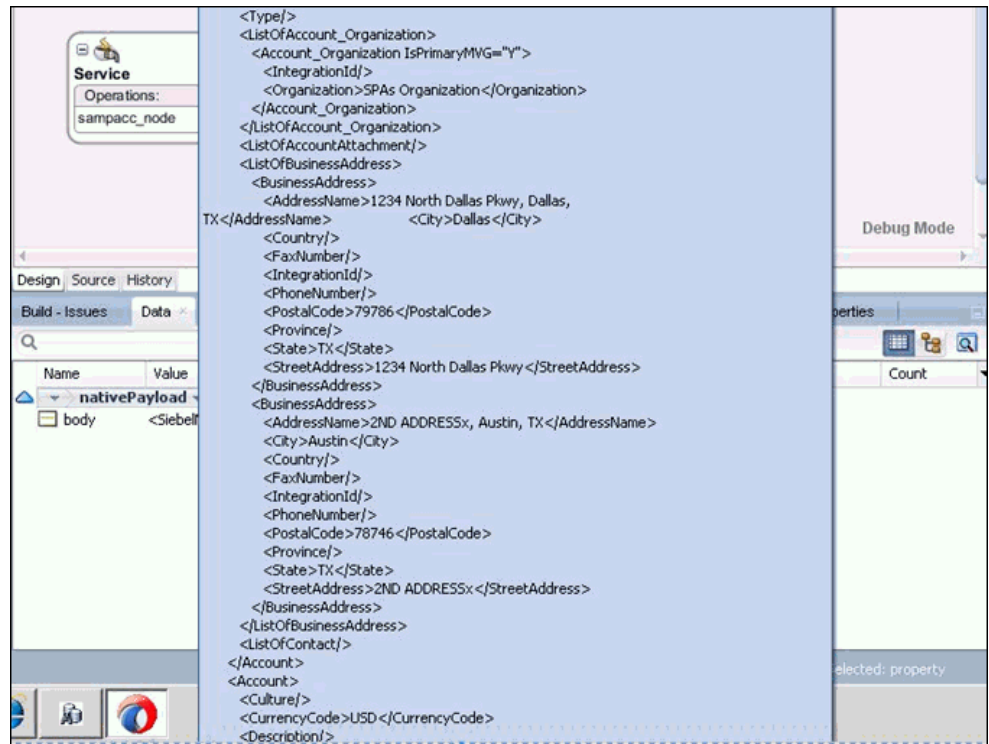 Service
Operations:
sampacc_node
<Type/>
<ListOfAccount_Organization>
<Account_Organization IsPrimaryMVG="Y">
<IntegrationId/>
<Organization>SPAs Organization</Organization>
</Account_Organization>
</ListOfAccount_Organization>
<ListOfAccountAttachment/>
<ListOfBusinessAddress>
<BusinessAddress>
<AddressName>1234 North Dallas Pkwy, Dallas,
TX</AddressName> <City>Dallas</City>
<Country/>
<FaxNumber/>
<IntegrationId/>
<PhoneNumber/>
<PostalCode>79786</PostalCode>
<Province/>
<State>TX</State>
<StreetAddress>1234 North Dallas Pkwy</StreetAddress>
</BusinessAddress>
<BusinessAddress>
<AddressName>2ND ADDRESSx, Austin, TX</AddressName>
<City>Austin</City>
<Country/>
<FaxNumber/>
<IntegrationId/>
<PhoneNumber/>
<PostalCode>78746</PostalCode>
<Province/>
<State>TX</State>
<StreetAddress>2ND ADDRESSx</StreetAddress>
</BusinessAddress>
</ListOfBusinessAddress>
<ListOfContact/>
</Account>
<Account>
<Culture/>
<CurrencyCode>USD</CurrencyCode>
<Description/>
Debug Mode
Design Source History
Build - Issues Data
perties
Name Value Count
nativePayload
body <Siebel
elected: property